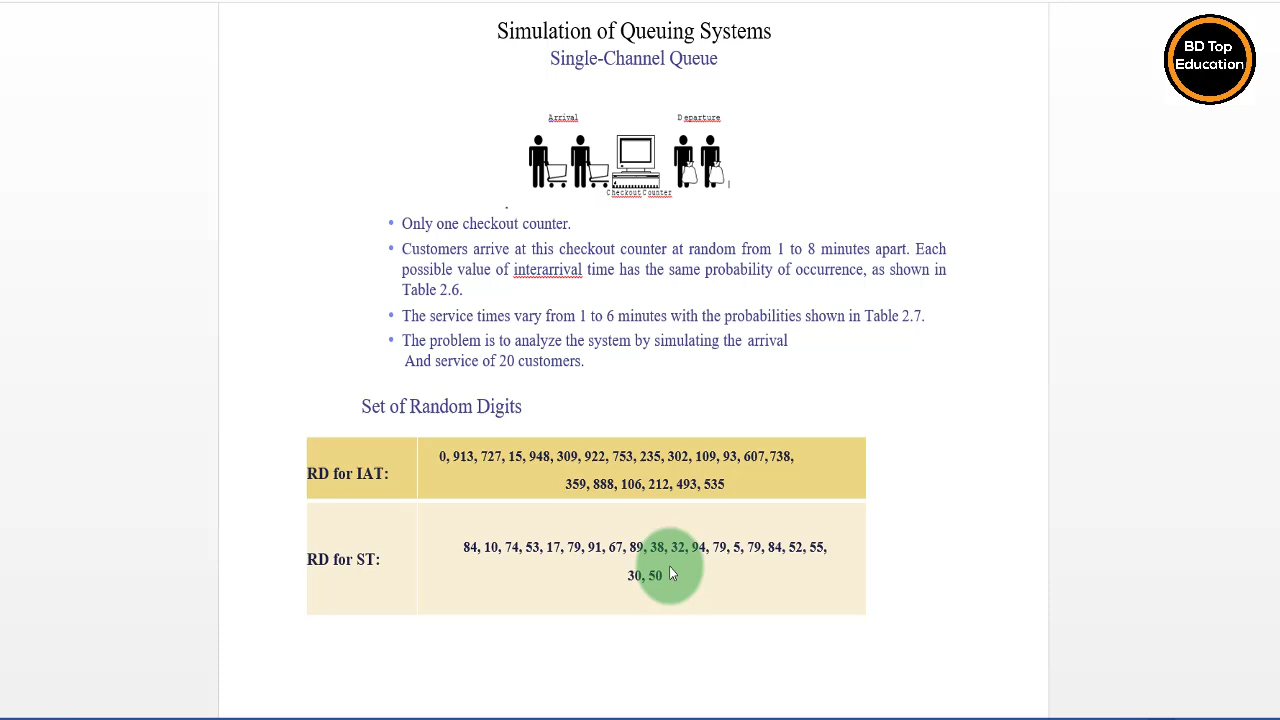 Simulation of Queuing Systems
Single-Channel Queue
BD Top
Education
Arrival
Departure
Checkout Counter
• Only one checkout counter.
• Customers arrive at this checkout counter at random from 1 to 8 minutes apart. Each
possible value of interarrival time has the same probability of occurrence, as shown in
Table 2.6.
• The service times vary from 1 to 6 minutes with the probabilities shown in Table 2.7.
• The problem is to analyze the system by simulating the arrival
And service of 20 customers.
Set of Random Digits
RD for IAT:
0, 913, 727, 15, 948, 309, 922, 753, 235, 302, 109, 93, 607, 738,
359, 888, 106, 212, 493, 535
RD for ST:
84, 10, 74, 53, 17, 79, 91, 67, 89, 38, 32, 94, 79, 5, 79, 84, 52, 55,
30, 50